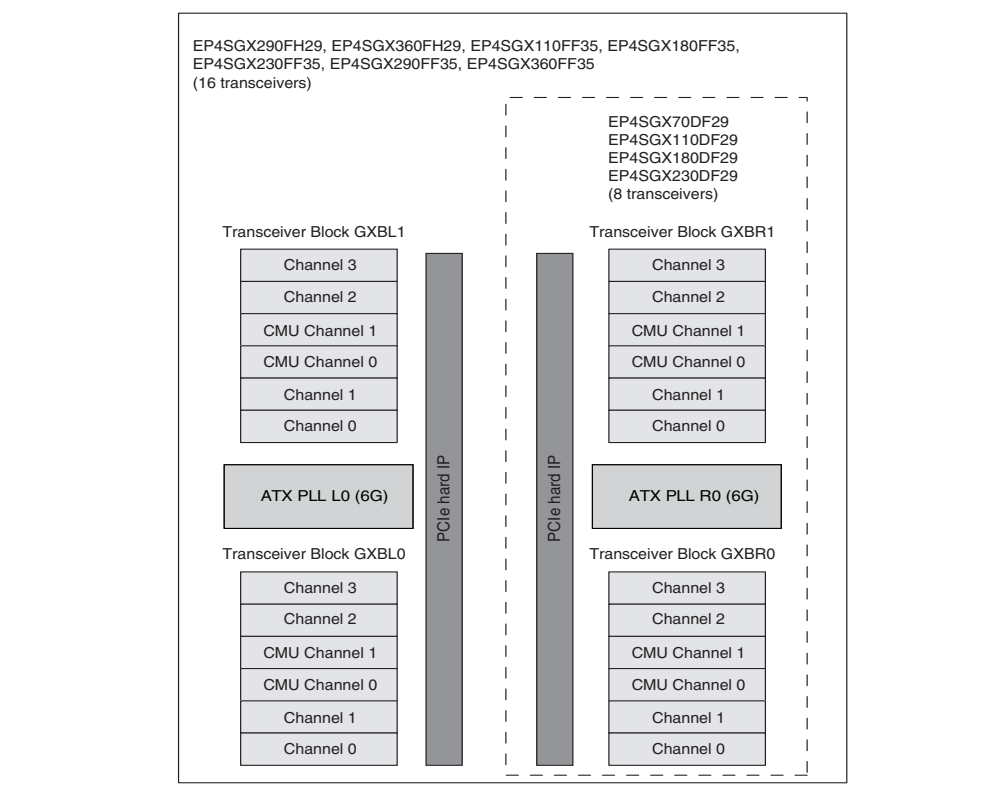 EP4SGX290FH29, EP4SGX360FH29, EP4SGX110FF35, EP4SGX180FF35,
EP4SGX230FF35, EP4SGX290FF35, EP4SGX360FF35
(16 transceivers)
EP4SGX70DF29
EP4SGX110DF29
EP4SGX180DF29
EP4SGX230DF29
(8 transceivers)
Transceiver Block GXBL1
Channel 3
Channel 2
CMU Channel 1
CMU Channel 0
Channel 1
Channel 0
ATX PLL L0 (6G)
Transceiver Block GXBL0
Channel 3
Channel 2
CMU Channel 1
CMU Channel 0
Channel 1
Channel 0
PCIe hard IP
PCIe hard IP
Transceiver Block GXBR1
Channel 3
Channel 2
CMU Channel 1
CMU Channel 0
Channel 1
Channel 0
ATX PLL R0 (6G)
Transceiver Block GXBR0
Channel 3
Channel 2
CMU Channel 1
CMU Channel 0
Channel 1
Channel 0